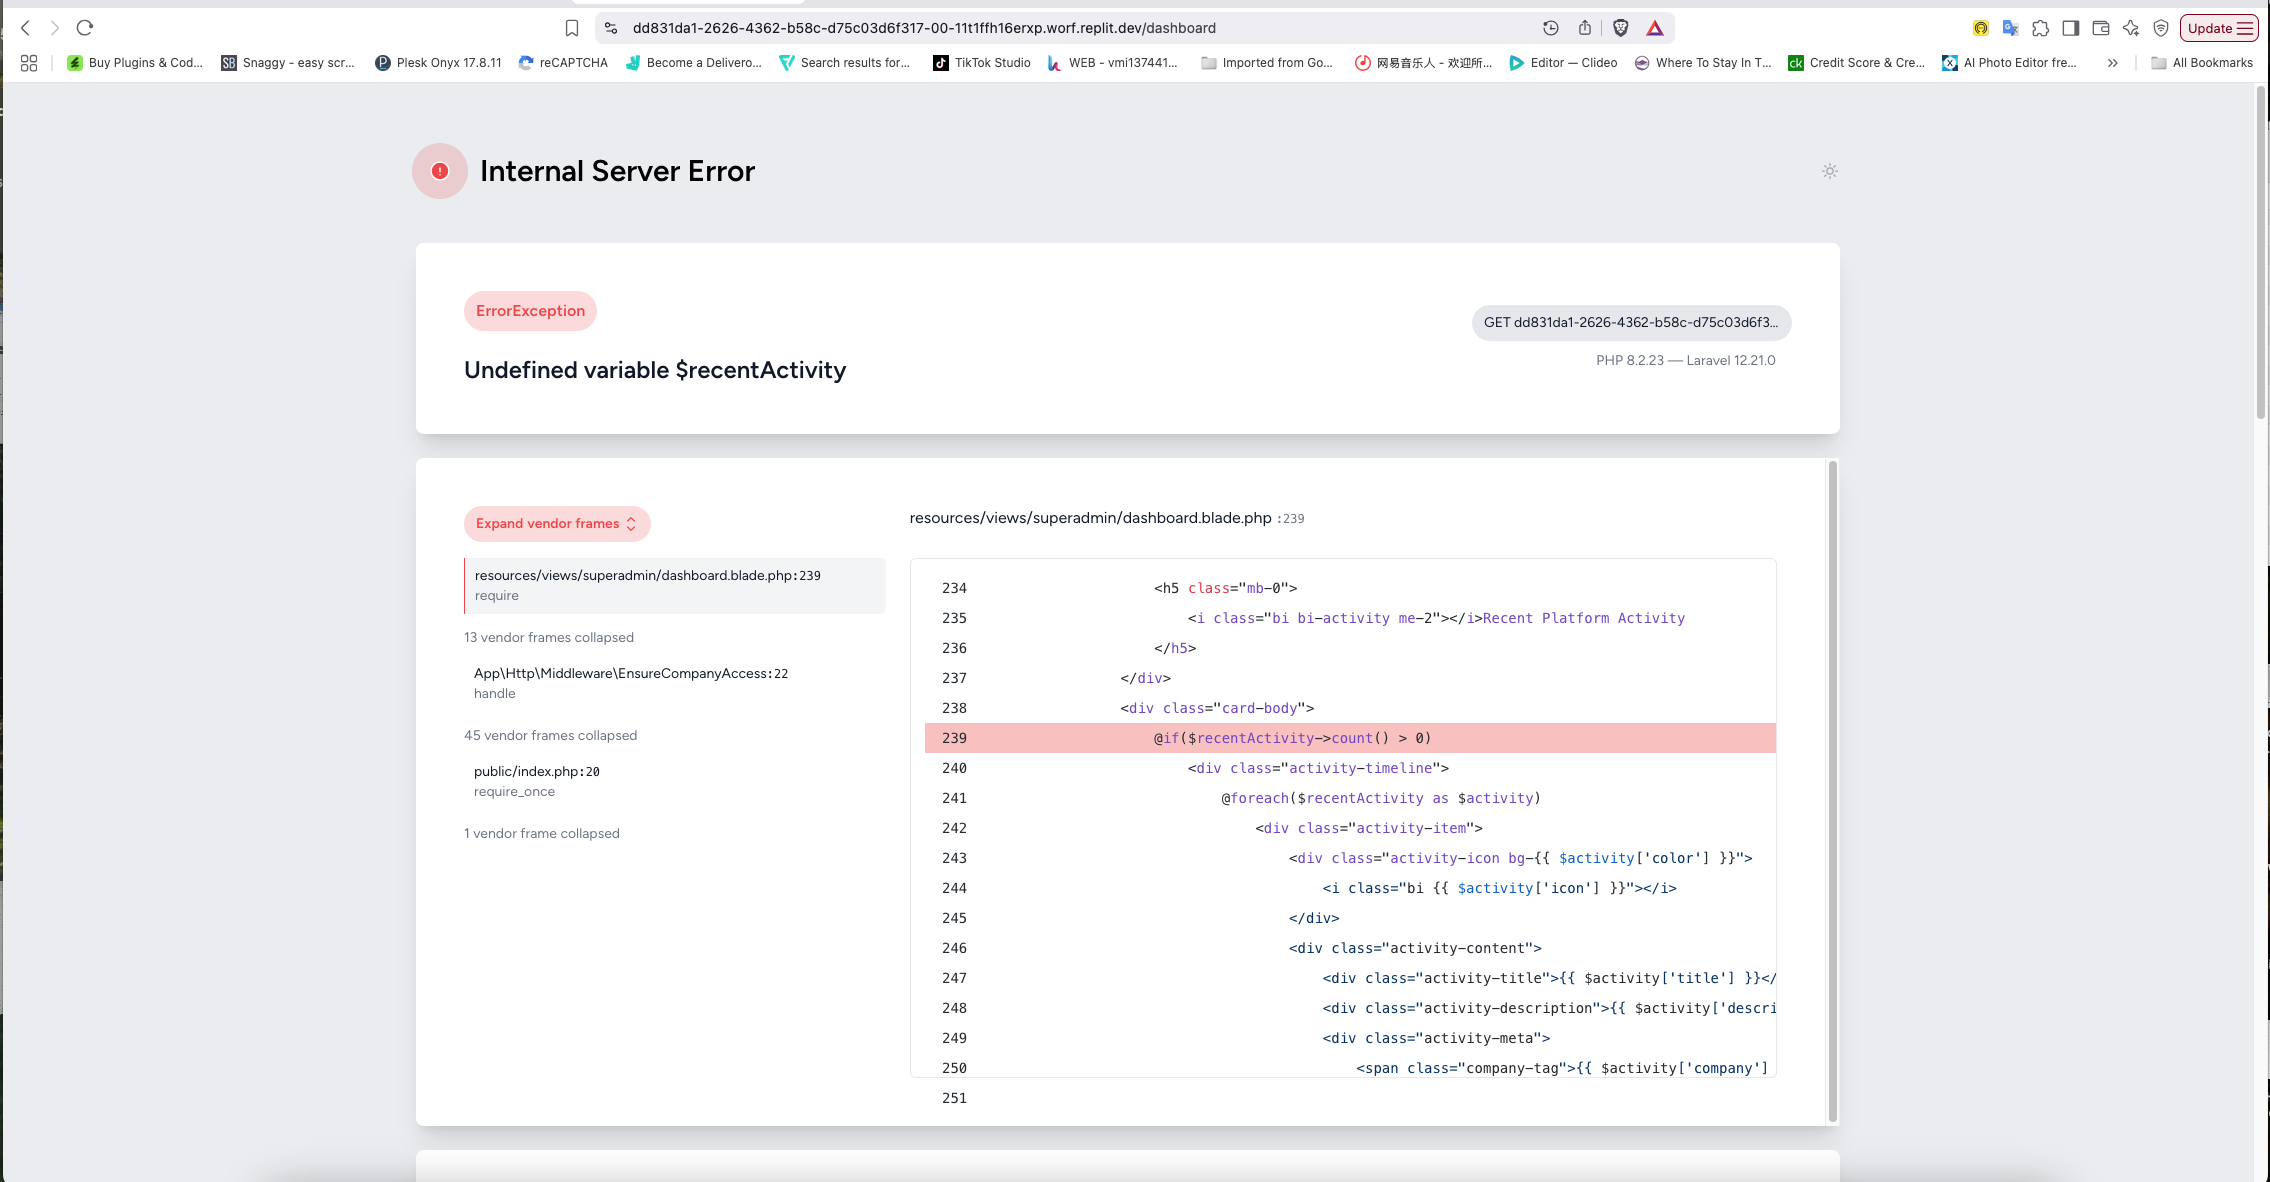 dd831da1-2626-4362-b58c-d75c03d6f317-00-11t1ffh16erxp.worf.replit.dev/dashboard
Update
Buy Plugins & Cod...
SB Snaggy - easy scr...
P Plesk Onyx 17.8.11
reCAPTCHA
Become a Delivero...
Search results for...
TikTok Studio
WEB - vmi137441...
Imported from Go...
网易音乐人 - 欢迎所...
Editor — Clideo
Where To Stay In T...
ck Credit Score & Cre...
AI Photo Editor fre...
All Bookmarks
Internal Server Error
ErrorException
GET dd831da1-2626-4362-b58c-d75c03d6f3...
PHP 8.2.23 — Laravel 12.21.0
Undefined variable $recentActivity
Expand vendor frames
resources/views/superadmin/dashboard.blade.php:239
require
13 vendor frames collapsed
App\Http\Middleware\EnsureCompanyAccess:22
handle
45 vendor frames collapsed
public/index.php:20
require_once
1 vendor frame collapsed
resources/views/superadmin/dashboard.blade.php :239
234 <h5 class="mb-0">
235 <i class="bi bi-activity me-2"></i>Recent Platform Activity
236 </h5>
237 </div>
238 <div class="card-body">
239 @if($recentActivity->count() > 0)
240 <div class="activity-timeline">
241 @foreach($recentActivity as $activity)
242 <div class="activity-item">
243 <div class="activity-icon bg-{{ $activity['color'] }}">
244 <i class="bi {{ $activity['icon'] }}"></i>
245 </div>
246 <div class="activity-content">
247 <div class="activity-title">{{ $activity['title'] }}</
248 <div class="activity-description">{{ $activity['descri
249 <div class="activity-meta">
250 <span class="company-tag">{{ $activity['company']
251